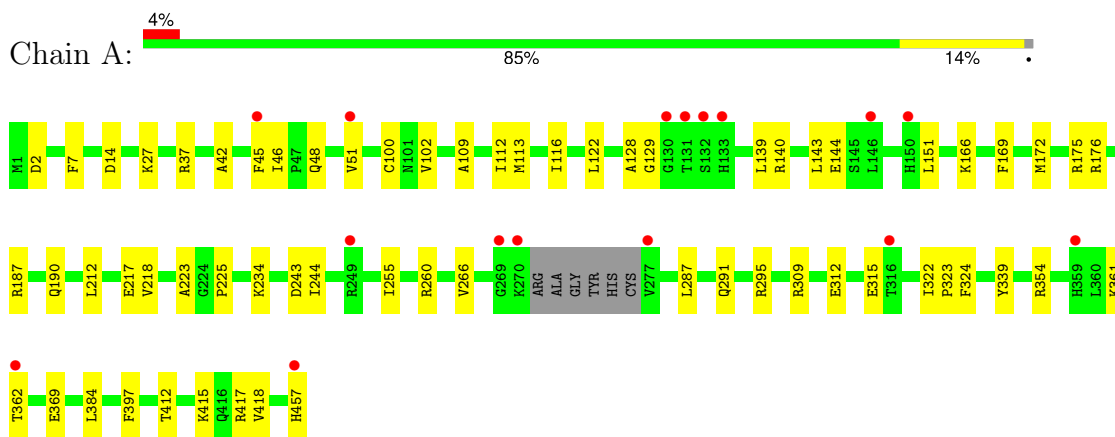 4%
Chain A:
85% 14% •
M1 D2 F7 D14 K27 R37 A42 F45 I46 P47 Q48 V51 C100 N101 V102 A109 I112 M113 I116 L122 A128 G129 G130 T131 S132 H133 L139 R140 L143 E144 S145 L146 H150 L151 K166 F169 M172 R175 R176
R187 Q190 L212 E217 V218 A223 G224 P225 K234 D243 I244 R249 I255 R260 V266 G269 K270 ARG ALA GLY TYR HIS CYS V277 L287 Q291 R295 R309 E312 E315 T316 I322 P323 F324 Y339 R354 H359 L360 K361
T362 E369 L384 F397 T412 K415 Q416 R417 V418 H457